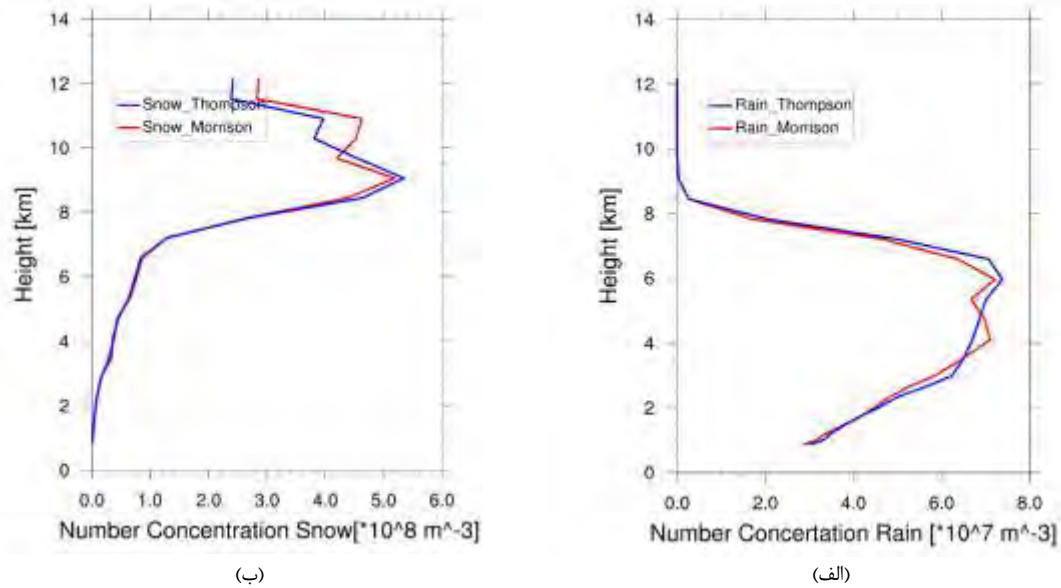 14
12
10
8
6
4
2
0
Height [km]
Snow_Thompson
Snow_Morrison
0.0 1.0 2.0 3.0 4.0 5.0 6.0
Number Concentration Snow[*10^8 m^-3]
(ب)
14
12
10
8
6
4
2
0
Height [km]
Rain_Thompson
Rain_Morrison
0.0 2.0 4.0 6.0 8.0
Number Concertation Rain [*10^7 m^-3]
(الف)